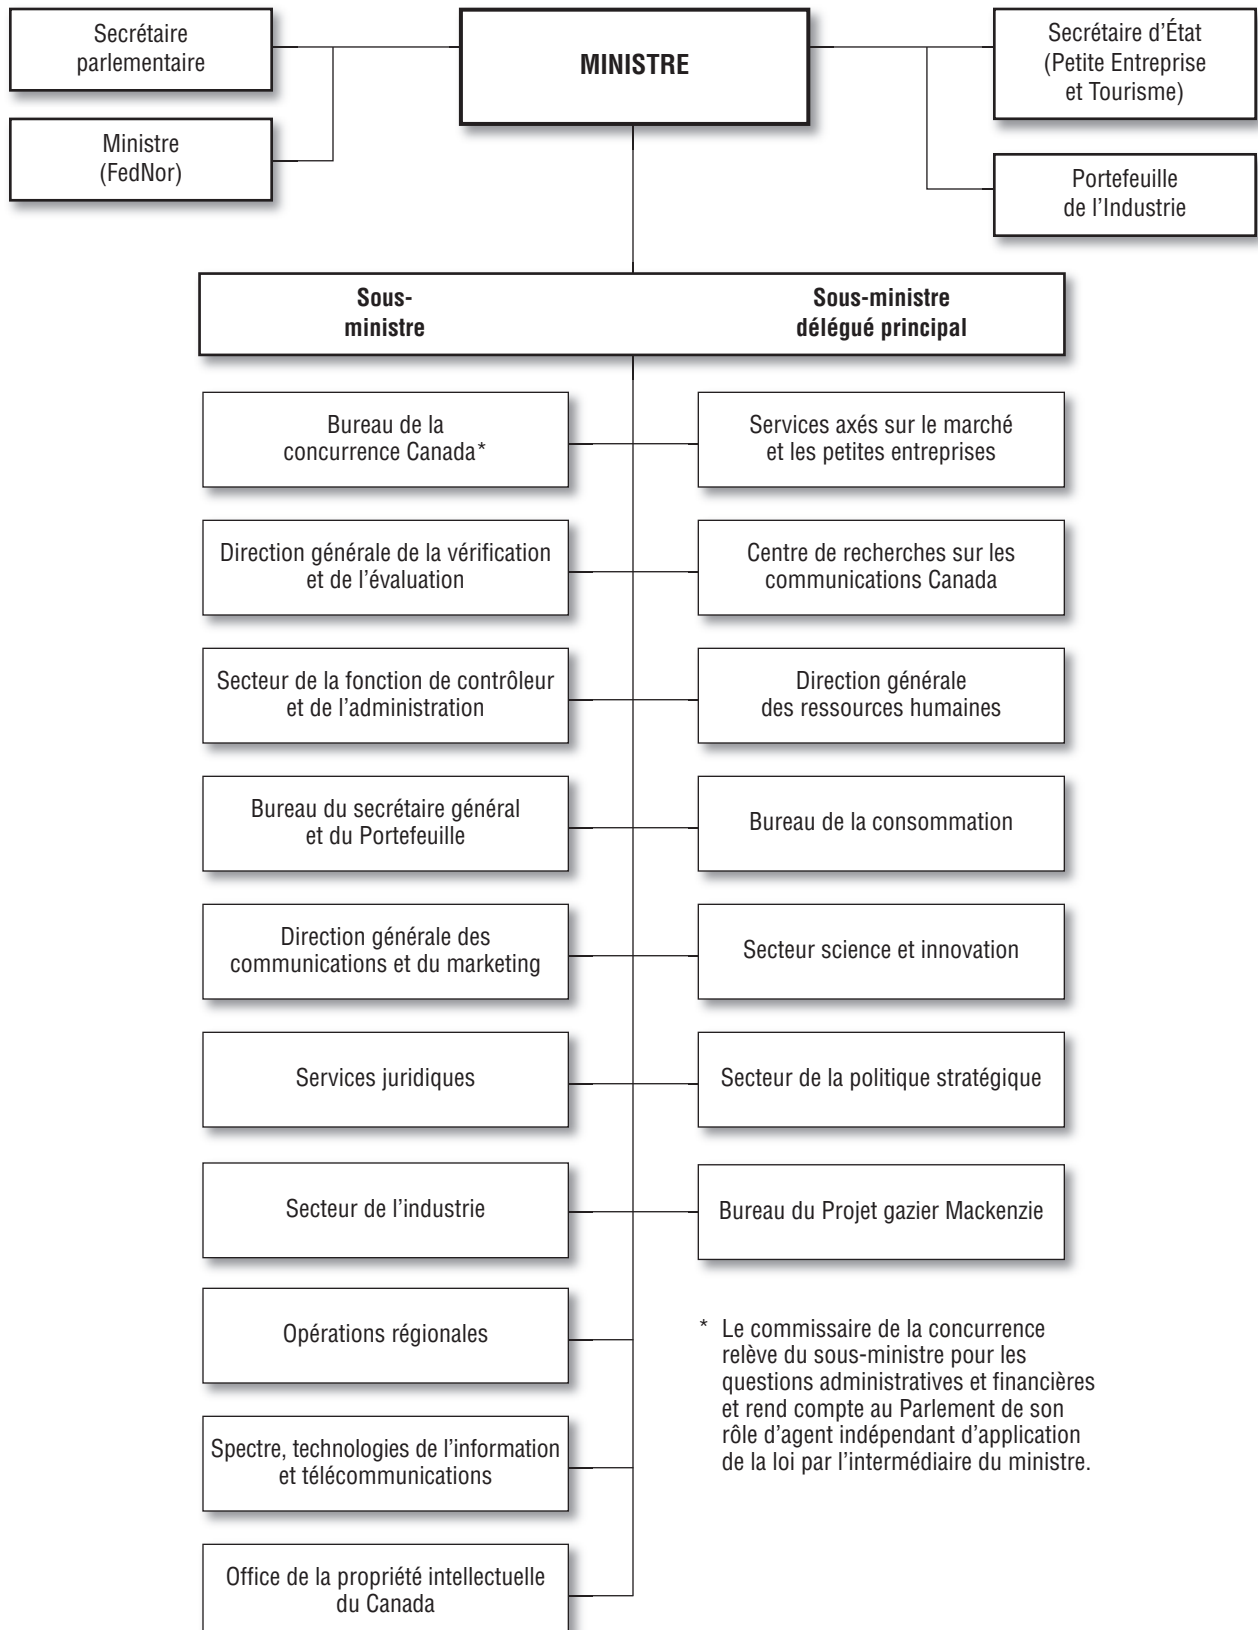 Secrétaire
parlementaire
MINISTRE
Secrétaire d’État
(Petite Entreprise
et Tourisme)
Ministre
(FedNor)
Portefeuille
de l’Industrie
Sous-
ministre
Sous-ministre
délégué principal
Bureau de la
concurrence Canada*
Services axés sur le marché
et les petites entreprises
Direction générale de la vérification
et de l’évaluation
Centre de recherches sur les
communications Canada
Secteur de la fonction de contrôleur
et de l’administration
Direction générale
des ressources humaines
Bureau du secrétaire général
et du Portefeuille
Bureau de la consommation
Direction générale des
communications et du marketing
Secteur science et innovation
Services juridiques
Secteur de la politique stratégique
Secteur de l’industrie
Bureau du Projet gazier Mackenzie
Opérations régionales
* Le commissaire de la concurrence
relève du sous-ministre pour les
questions administratives et financières
et rend compte au Parlement de son
rôle d’agent indépendant d’application
de la loi par l’intermédiaire du ministre.
Spectre, technologies de l’information
et télécommunications
Office de la propriété intellectuelle
du Canada